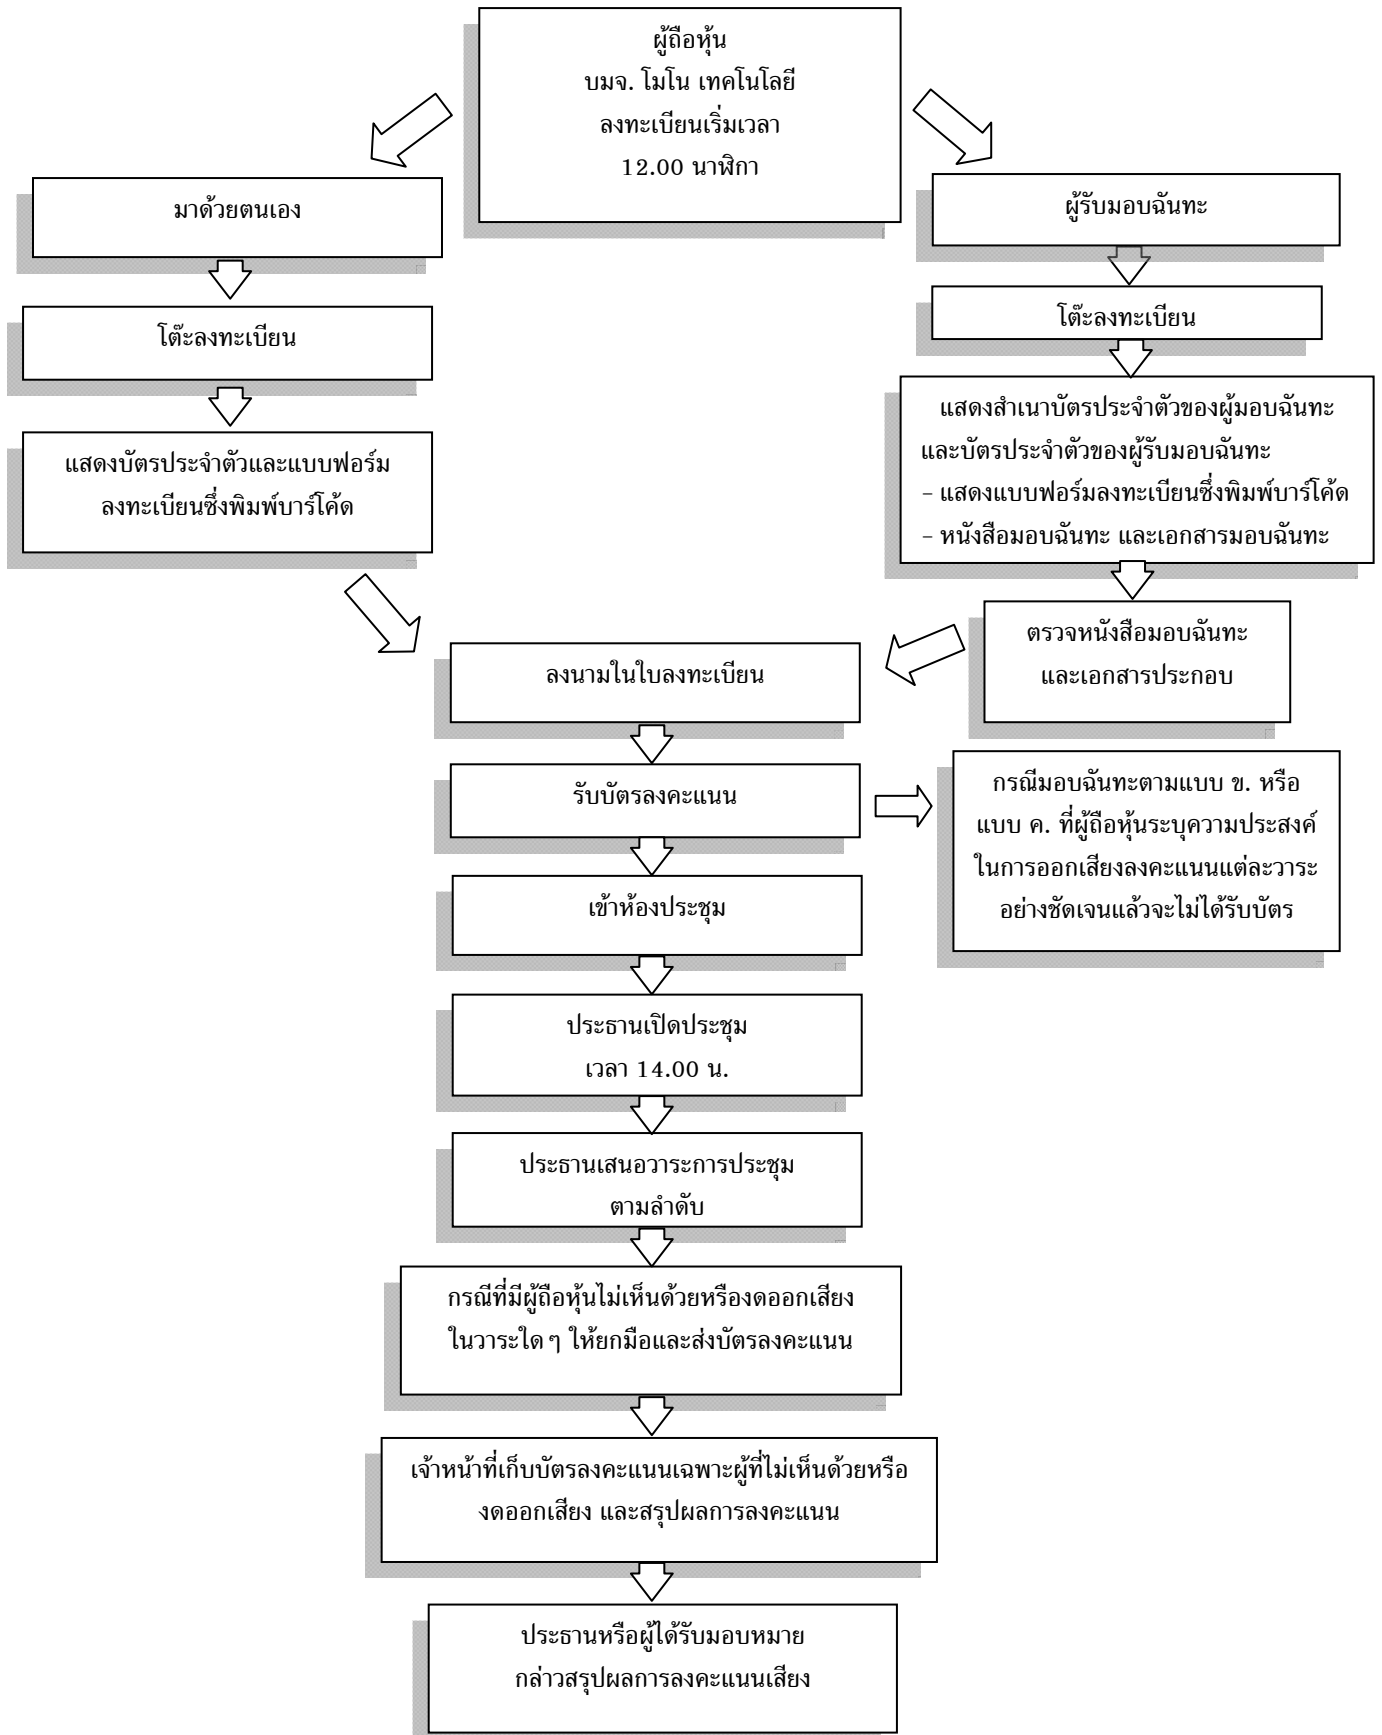 ผู้ถือหุ้น
บมจ. โมโน เทคโนโลยี
ลงทะเบียนเริ่มเวลา
12.00 นาฬิกา
มาด้วยตนเอง
โต๊ะลงทะเบียน
แสดงบัตรประจำตัวและแบบฟอร์ม
ลงทะเบียนซึ่งพิมพ์บาร์โค้ด
ผู้รับมอบฉันทะ
โต๊ะลงทะเบียน
แสดงสำเนาบัตรประจำตัวของผู้มอบฉันทะ
และบัตรประจำตัวของผู้รับมอบฉันทะ
- แสดงแบบฟอร์มลงทะเบียนซึ่งพิมพ์บาร์โค้ด
- หนังสือมอบฉันทะ และเอกสารมอบฉันทะ
ตรวจหนังสือมอบฉันทะ
และเอกสารประกอบ
ลงนามในใบลงทะเบียน
รับบัตรลงคะแนน
กรณีมอบฉันทะตามแบบ ข. หรือ
แบบ ค. ที่ผู้ถือหุ้นระบุความประสงค์
ในการออกเสียงลงคะแนนแต่ละวาระ
อย่างชัดเจนแล้วจะไม่ได้รับบัตร
เข้าห้องประชุม
ประธานเปิดประชุม
เวลา 14.00 น.
ประธานเสนอวาระการประชุม
ตามลำดับ
กรณีที่มีผู้ถือหุ้นไม่เห็นด้วยหรืองดออกเสียง
ในวาระใด ๆ ให้ยกมือและส่งบัตรลงคะแนน
เจ้าหน้าที่เก็บบัตรลงคะแนนเฉพาะผู้ที่ไม่เห็นด้วยหรือ
งดออกเสียง และสรุปผลการลงคะแนน
ประธานหรือผู้ได้รับมอบหมาย
กล่าวสรุปผลการลงคะแนนเสียง